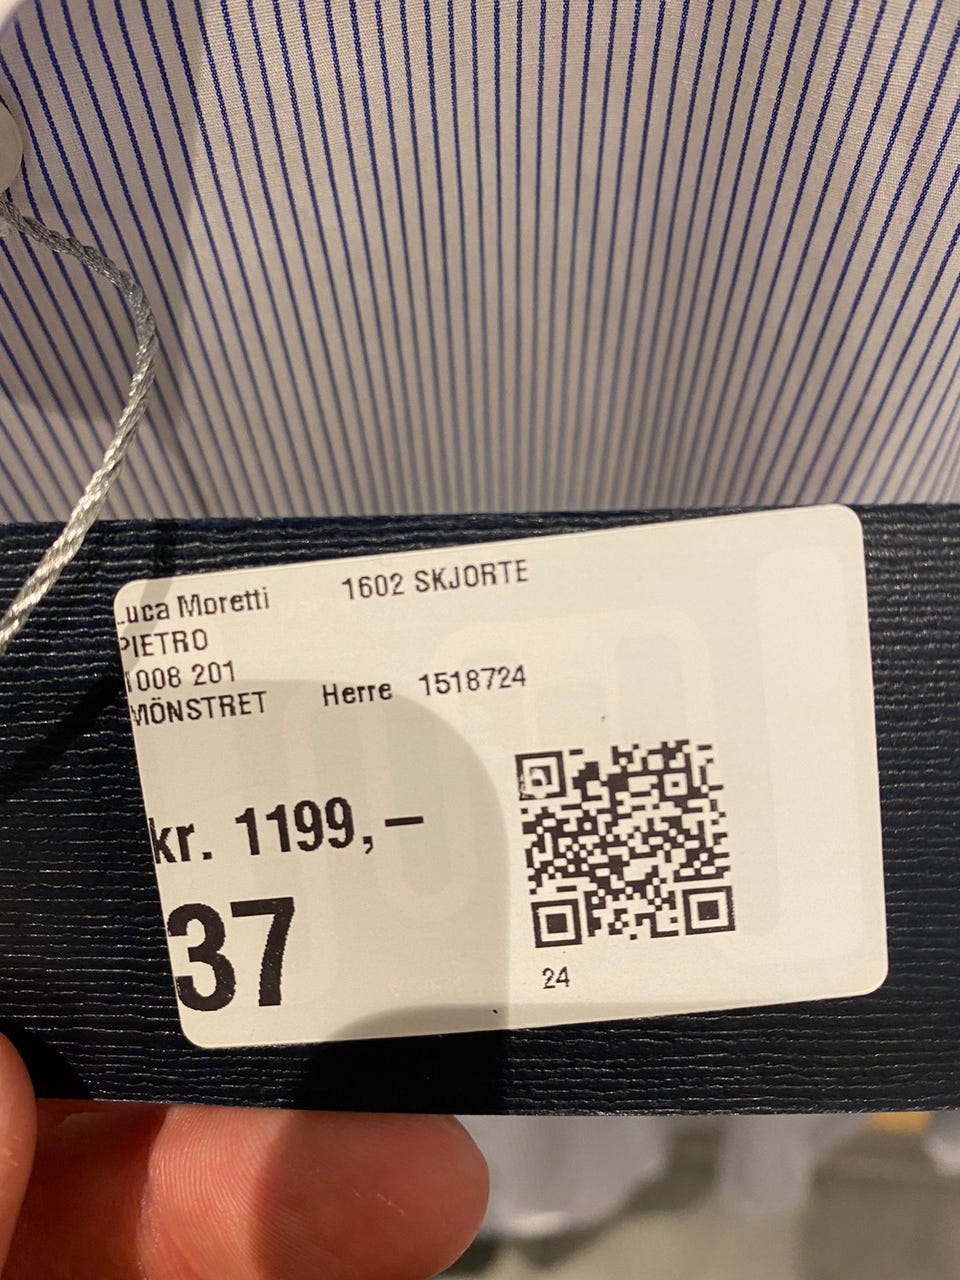 Luca Moretti 1602 SKJORTE
PIETRO
1008 201
MÖNSTRET Herre 1518724
kr. 1199,–
37
24